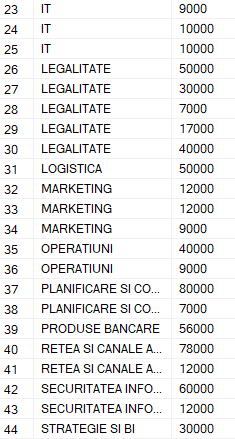 23 IT 9000
24 IT 10000
25 IT 10000
26 LEGALITATE 50000
27 LEGALITATE 30000
28 LEGALITATE 7000
29 LEGALITATE 17000
30 LEGALITATE 40000
31 LOGISTICA 50000
32 MARKETING 12000
33 MARKETING 12000
34 MARKETING 9000
35 OPERATIUNI 40000
36 OPERATIUNI 9000
37 PLANIFICARE SI CO... 80000
38 PLANIFICARE SI CO... 7000
39 PRODUSE BANCARE 56000
40 RETEA SI CANALE A... 78000
41 RETEA SI CANALE A... 12000
42 SECURITATEA INFO... 60000
43 SECURITATEA INFO... 12000
44 STRATEGIE SI BI 30000